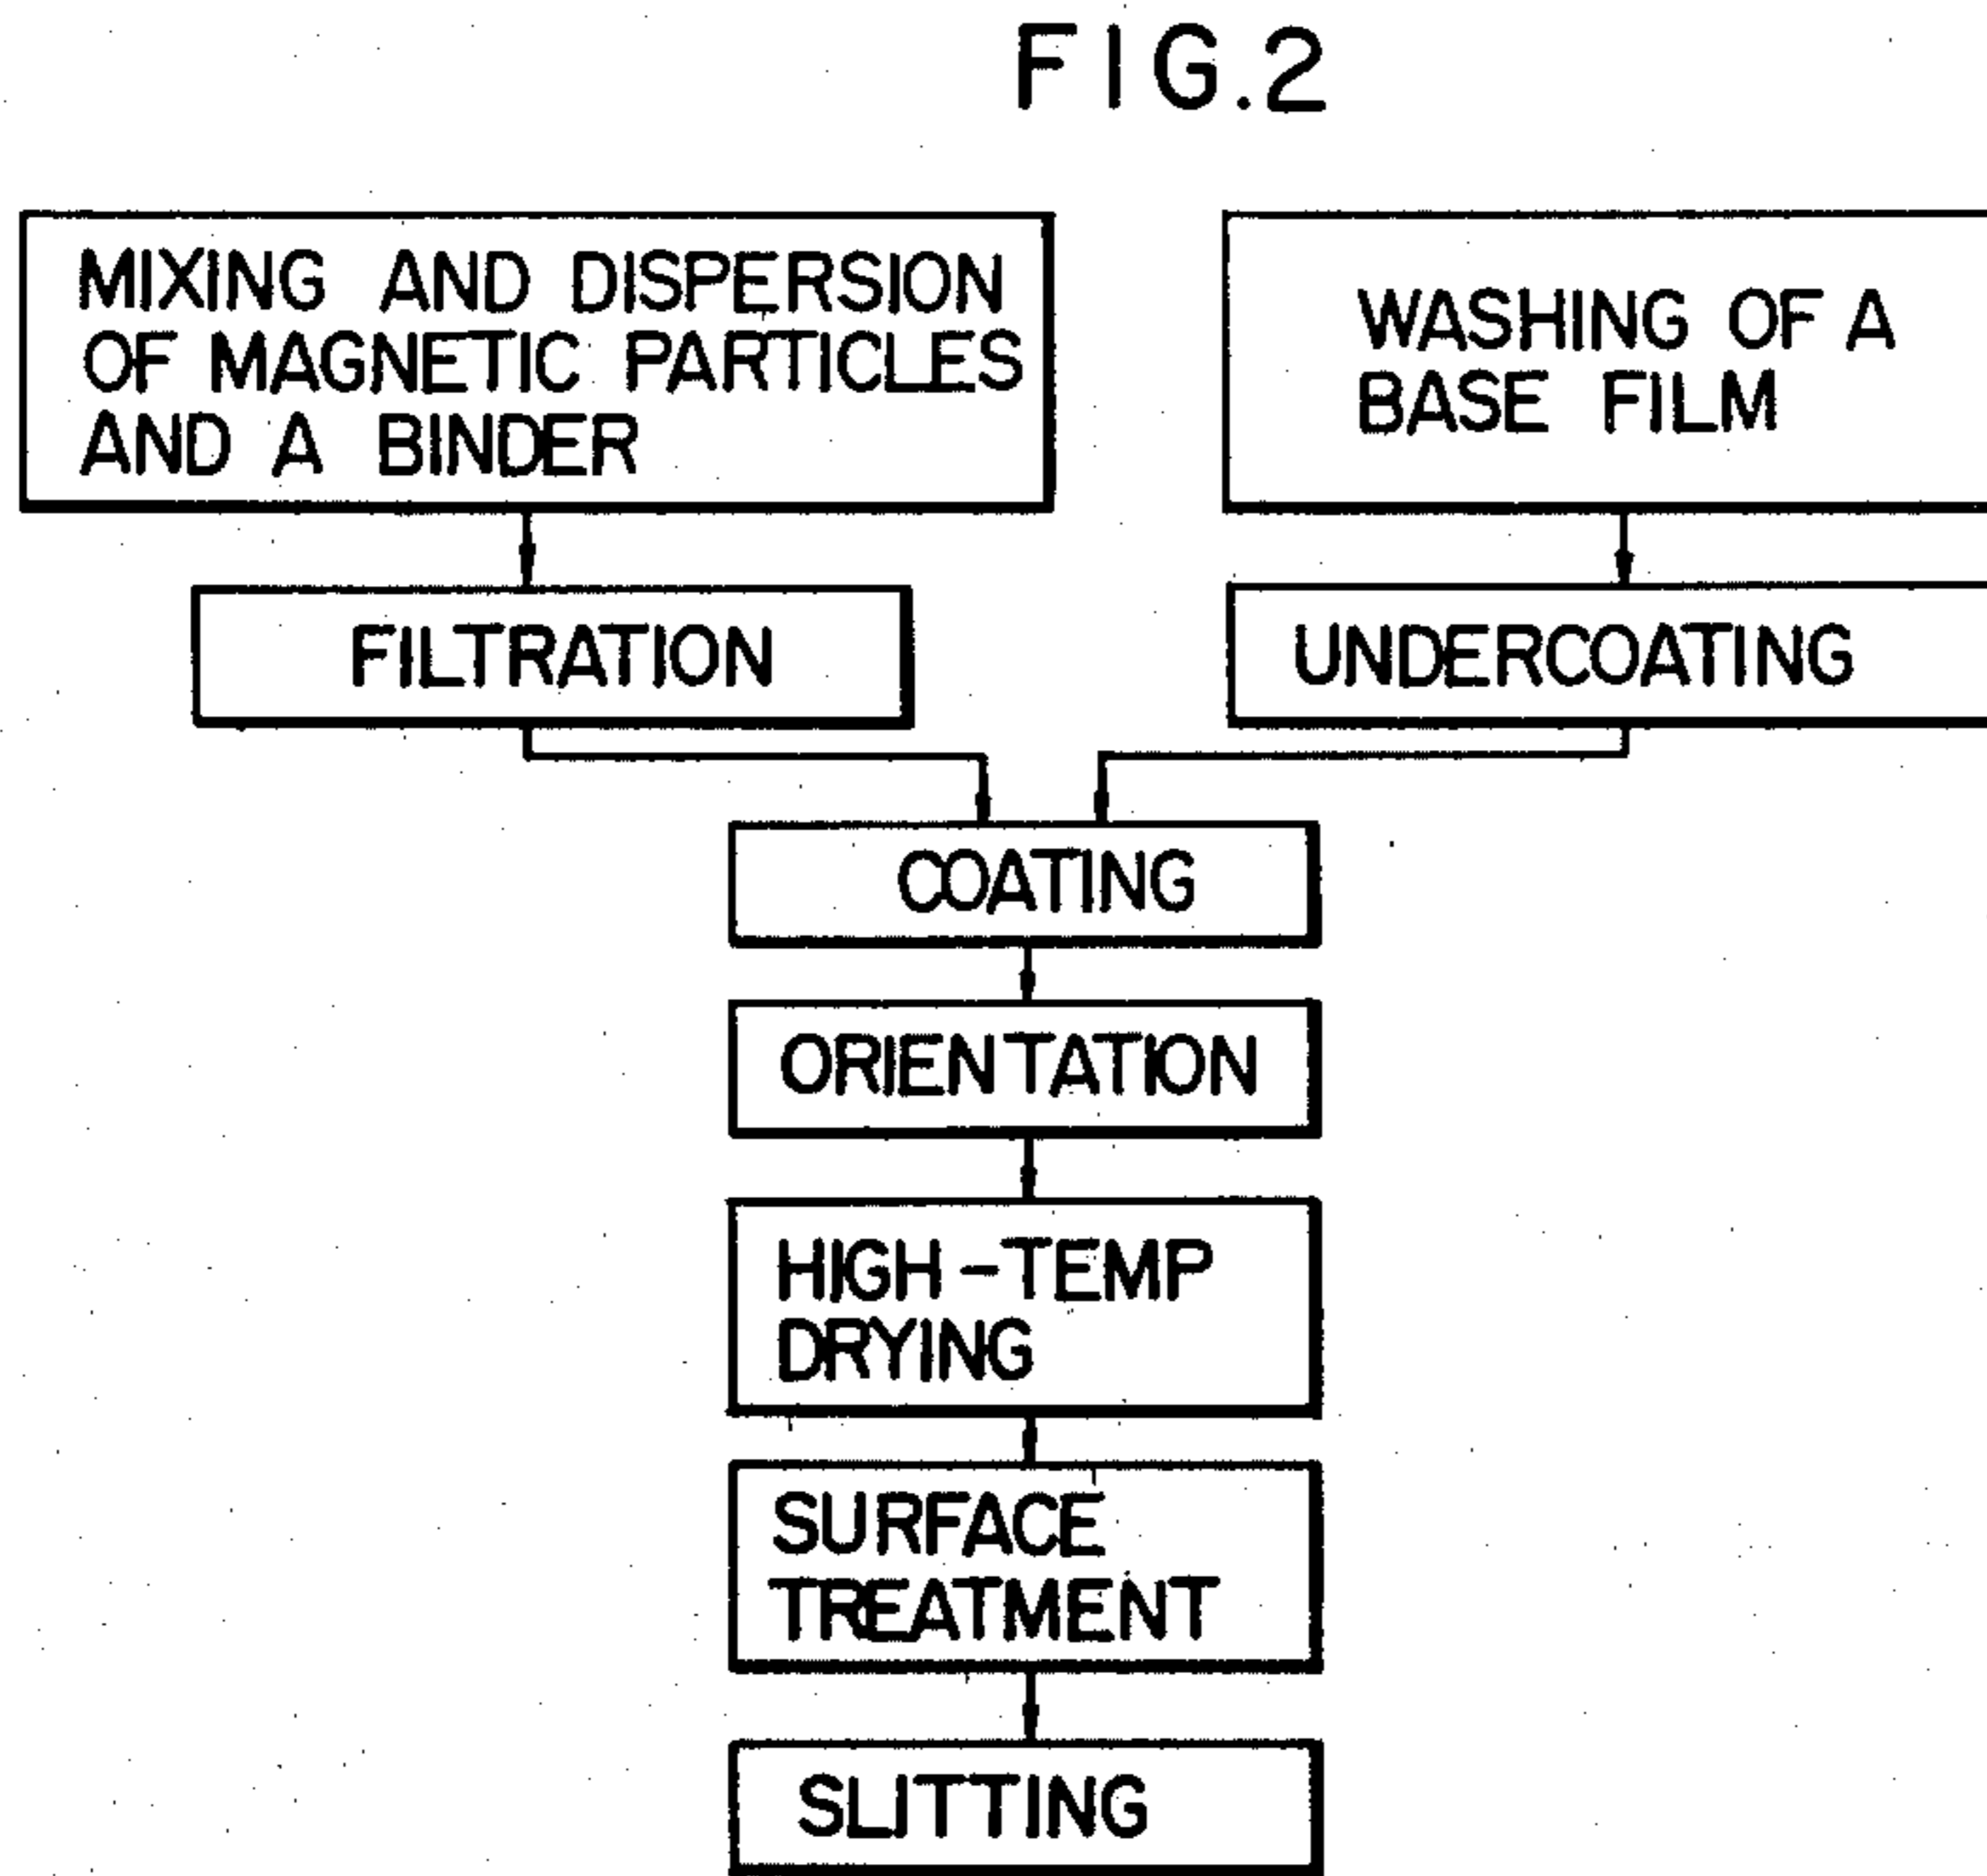 FIG.2
MIXING AND DISPERSION
OF MAGNETIC PARTICLES
AND A BINDER
WASHING OF A
BASE FILM
FILTRATION
UNDERCOATING
COATING
ORIENTATION
HIGH-TEMP
DRYING
SURFACE
TREATMENT
SLITTING